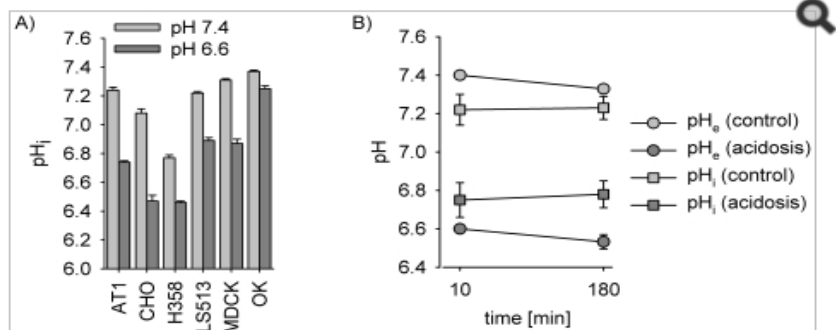 A)
pH 7.4
pH 6.6
7.6
7.4
7.2
7.0
6.8
6.6
6.4
6.2
6.0
pHi
AT1
CHO
H358
LS513
MDCK
OK
B)
7.6
7.4
7.2
7.0
6.8
6.6
6.4
pH
10
180
time [min]
pHe (control)
pHe (acidosis)
pHi (control)
pHi (acidosis)